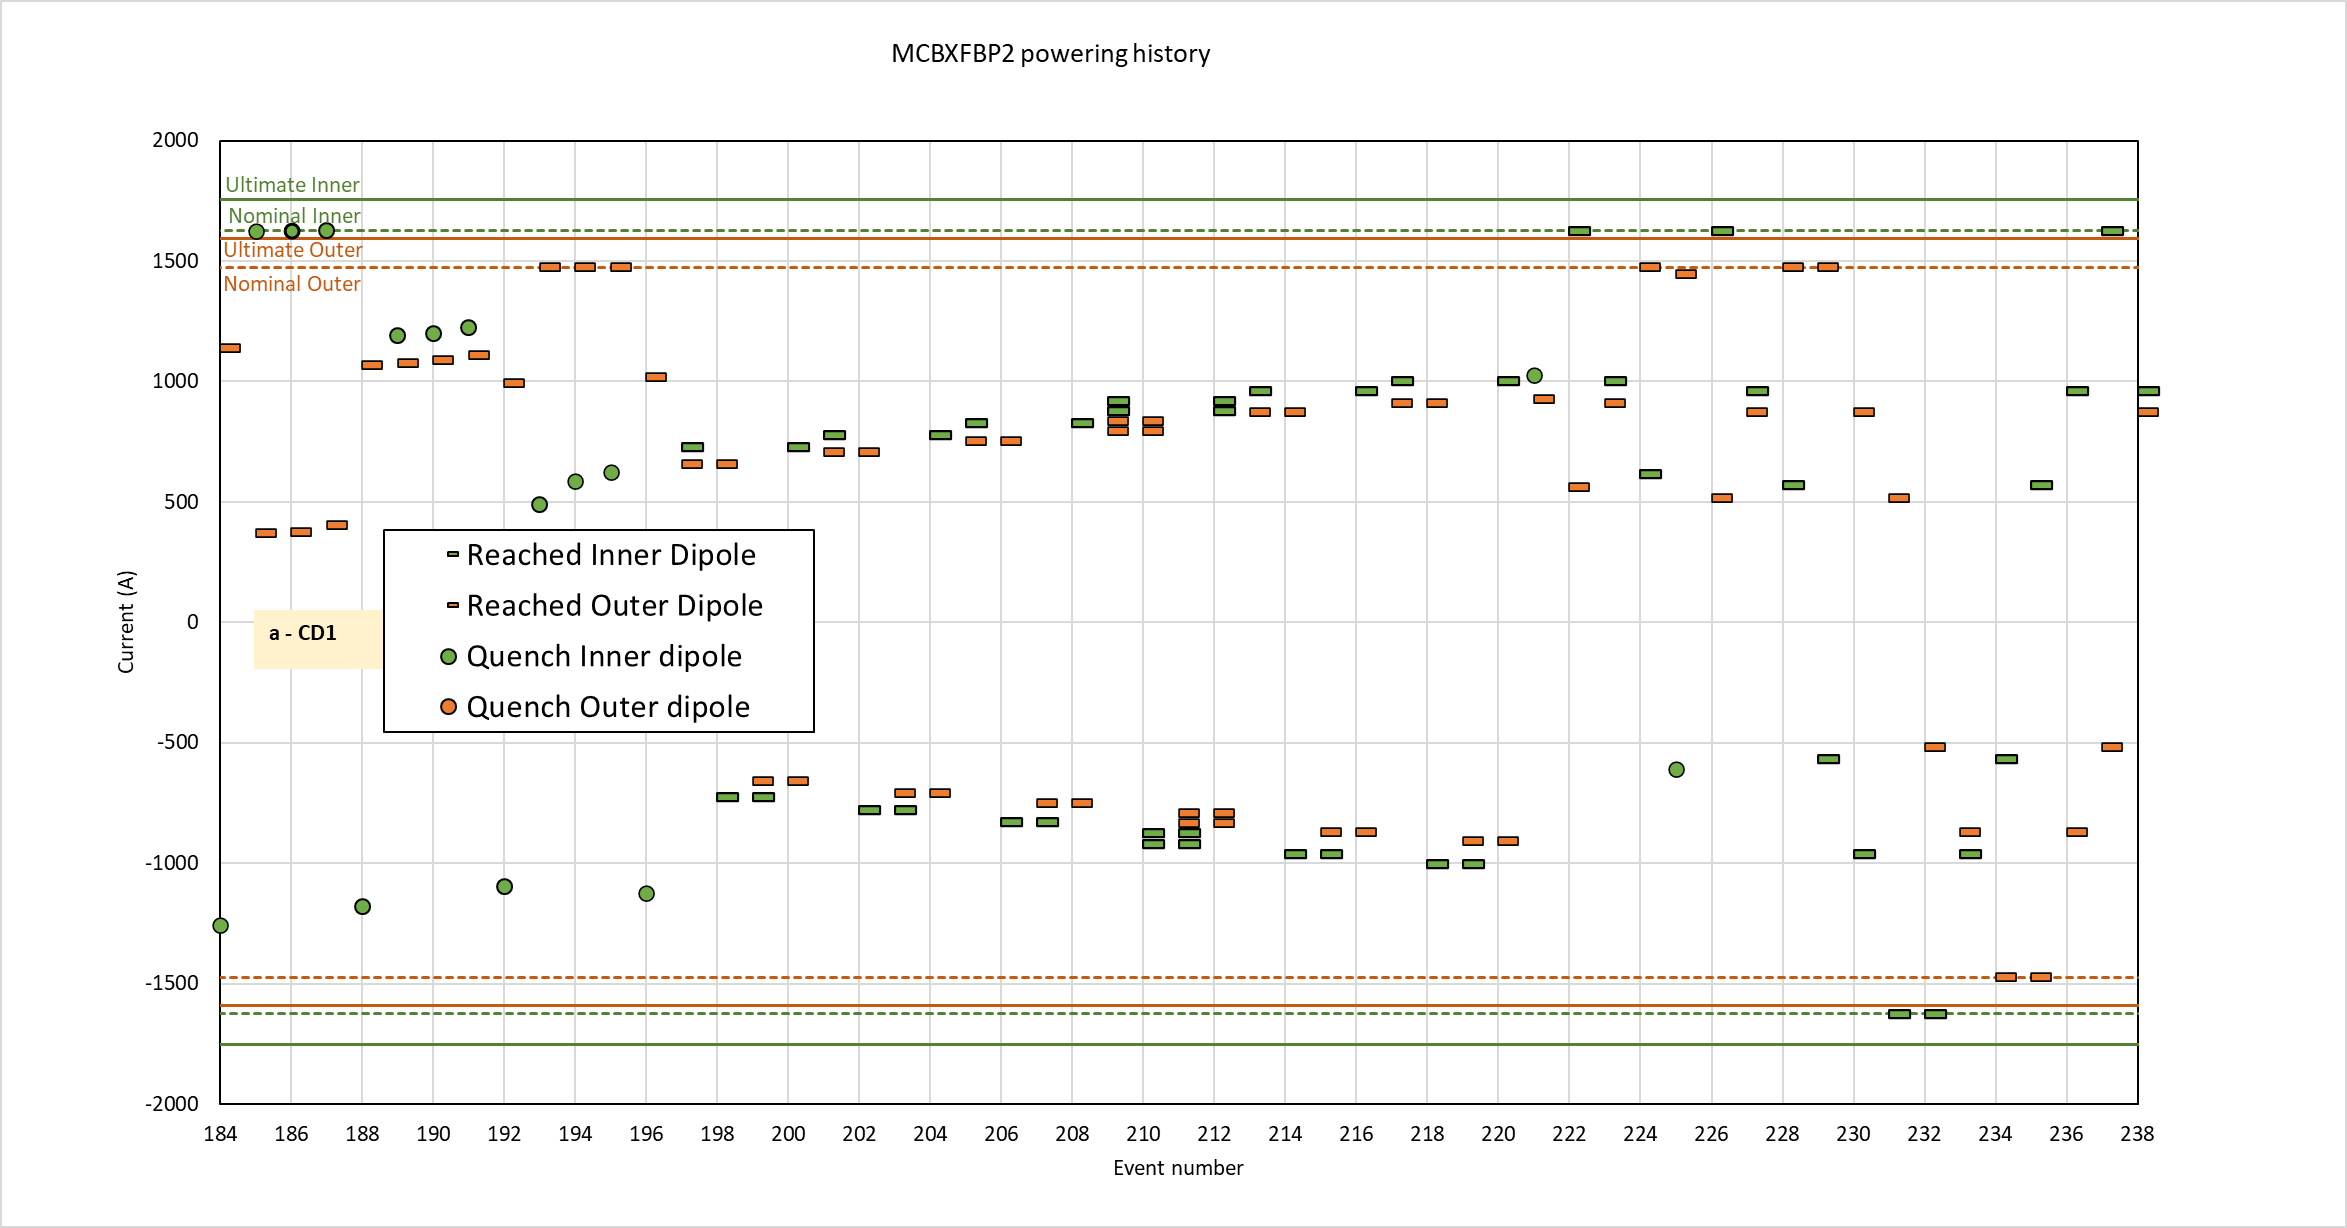 MCBXFBP2 powering history
2000
Ultimate Inner
Nominal Inner
Ultimate Outer
1500
Nominal Outer
1000
500
Reached Inner Dipole
Reached Outer Dipole
0
a - CD1
Quench Inner dipole
Quench Outer dipole
Current (A)
-500
-1000
-1500
-2000
184 186 188 190 192 194 196 198 200 202 204 206 208 210 212 214 216 218 220 222 224 226 228 230 232 234 236 238
Event number